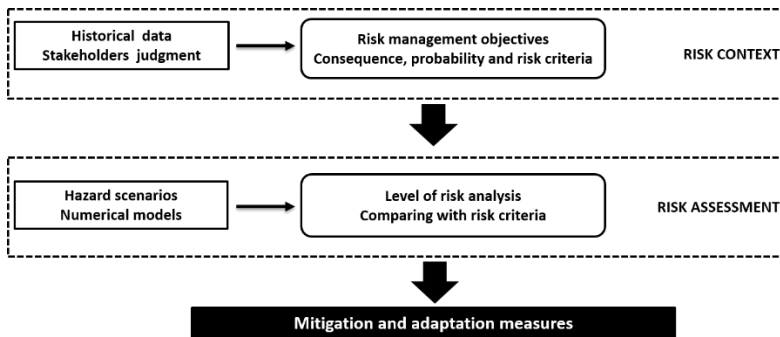 Historical data
Stakeholders judgment
Risk management objectives
Consequence, probability and risk criteria
RISK CONTEXT
Hazard scenarios
Numerical models
Level of risk analysis
Comparing with risk criteria
RISK ASSESSMENT
Mitigation and adaptation measures